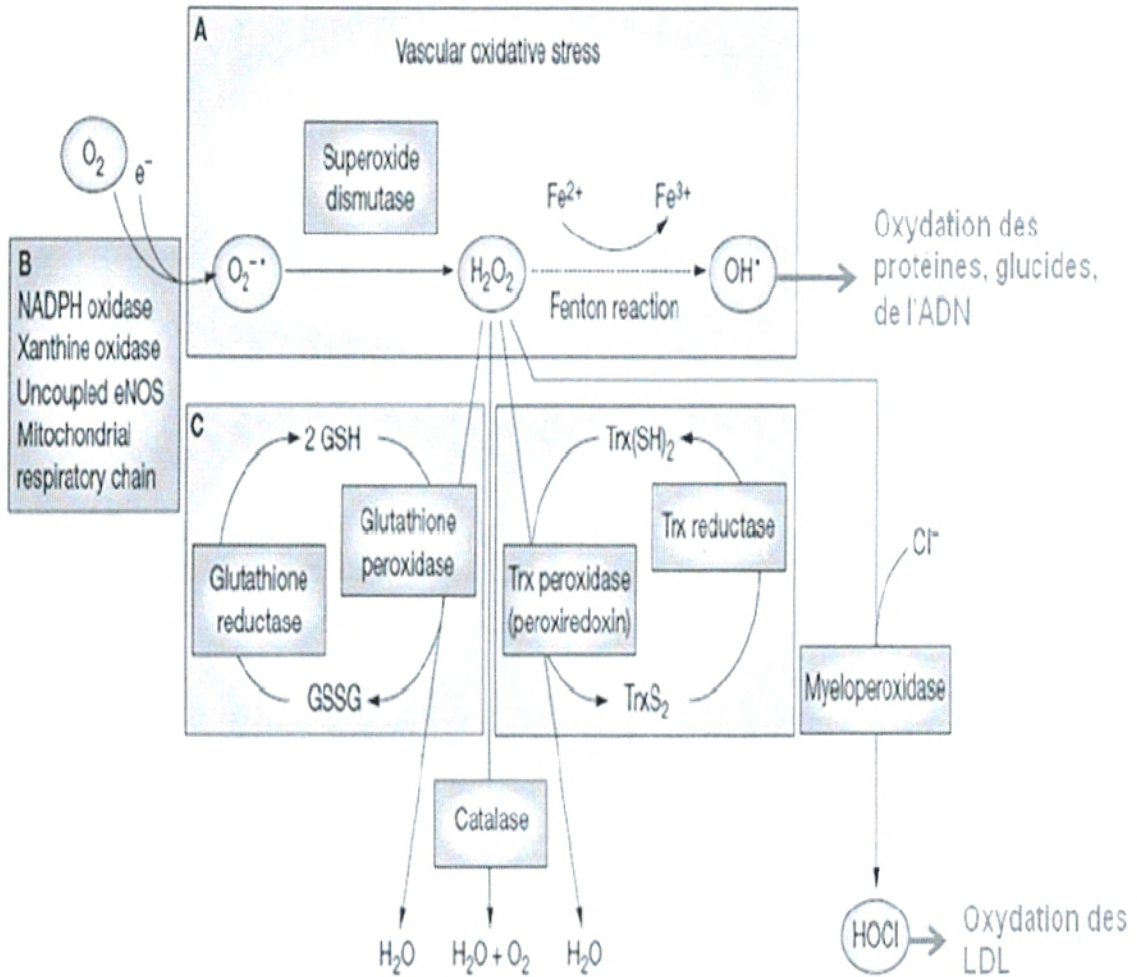 A
Vascular oxidative stress
O₂
e⁻
Superoxide
dismutase
Fe²⁺
Fe³⁺
O₂⁻•
H₂O₂
OH•
Fenton reaction
Oxydation des
protéines, glucides,
de l'ADN
B
NADPH oxidase
Xanthine oxidase
Uncoupled eNOS
Mitochondrial
respiratory chain
C
2 GSH
Glutathione
peroxidase
Glutathione
reductase
GSSG
Trx(SH)₂
Trx reductase
Trx peroxidase
(peroxiredoxin)
TrxS₂
Cl⁻
Myeloperoxidase
Catalase
H₂O
H₂O + O₂
H₂O
HOCl
Oxydation des
LDL